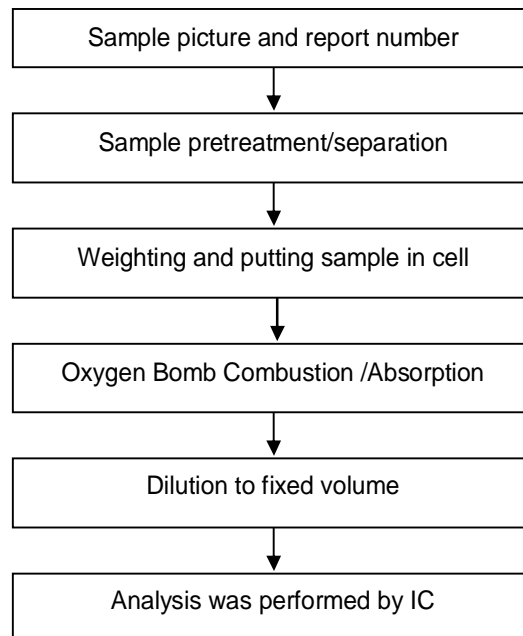 Sample picture and report number
Sample pretreatment/separation
Weighting and putting sample in cell
Oxygen Bomb Combustion /Absorption
Dilution to fixed volume
Analysis was performed by IC